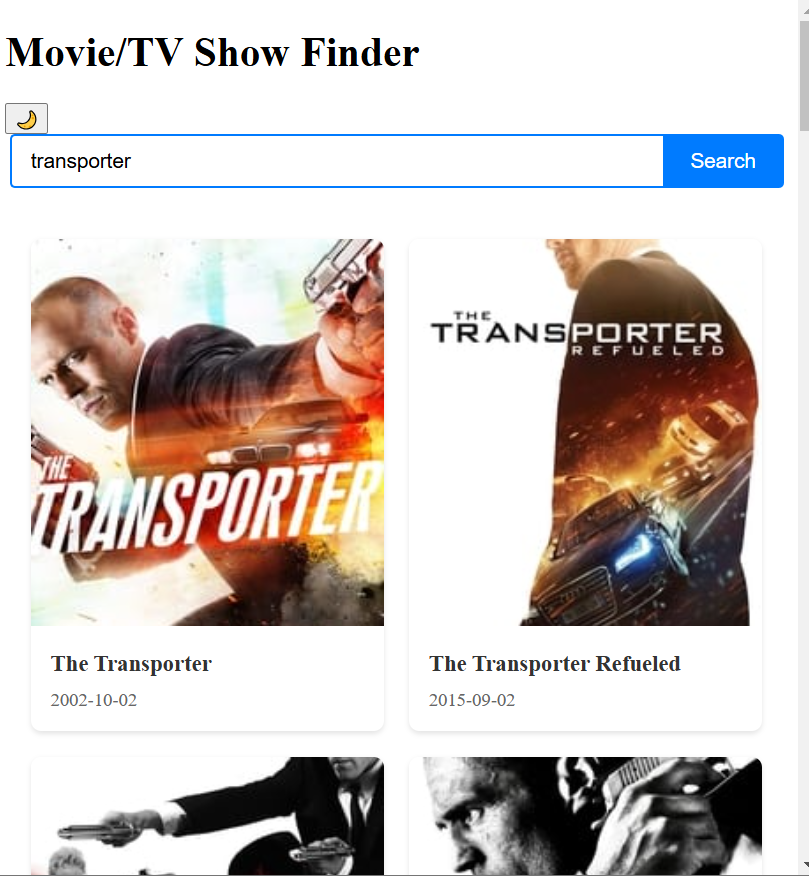 Movie/TV Show Finder
transporter
Search
THE
TRANSPORTER
THE
TRANSPORTER
REFUELED
The Transporter
The Transporter Refueled
2002-10-02
2015-09-02